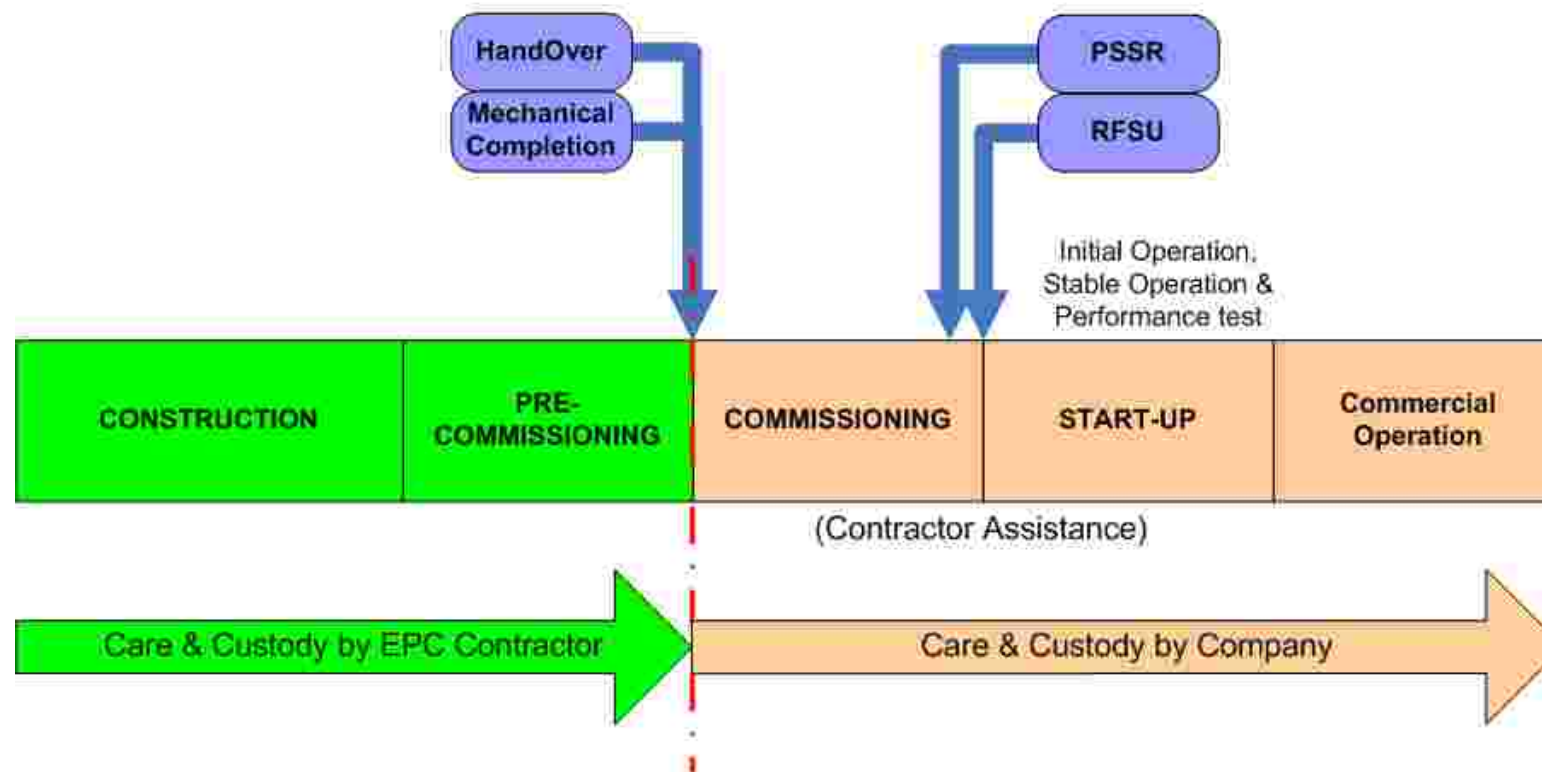 HandOver
Mechanical
Completion
PSSR
RFSU
Initial Operation,
Stable Operation &
Performance test
CONSTRUCTION
PRE-
COMMISSIONING
COMMISSIONING
START-UP
Commercial
Operation
(Contractor Assistance)
Care & Custody by EPC Contractor
Care & Custody by Company